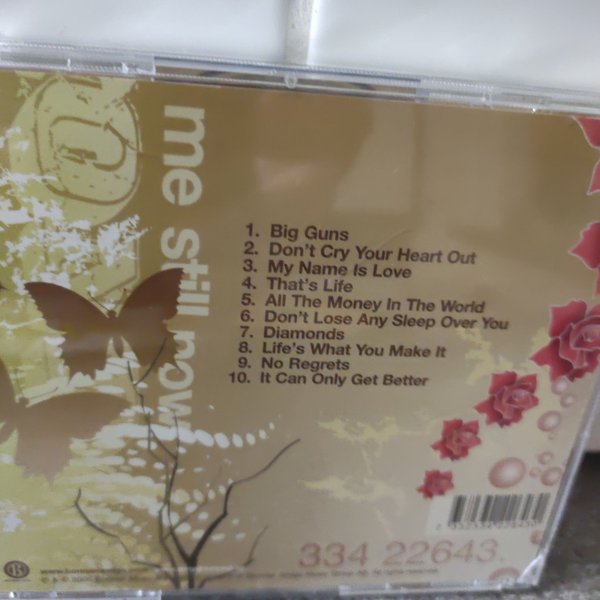 me still now
1. Big Guns
2. Don't Cry Your Heart Out
3. My Name Is Love
4. That's Life
5. All The Money In The World
6. Don't Lose Any Sleep Over You
7. Diamonds
8. Life's What You Make It
9. No Regrets
10. It Can Only Get Better
334 22643